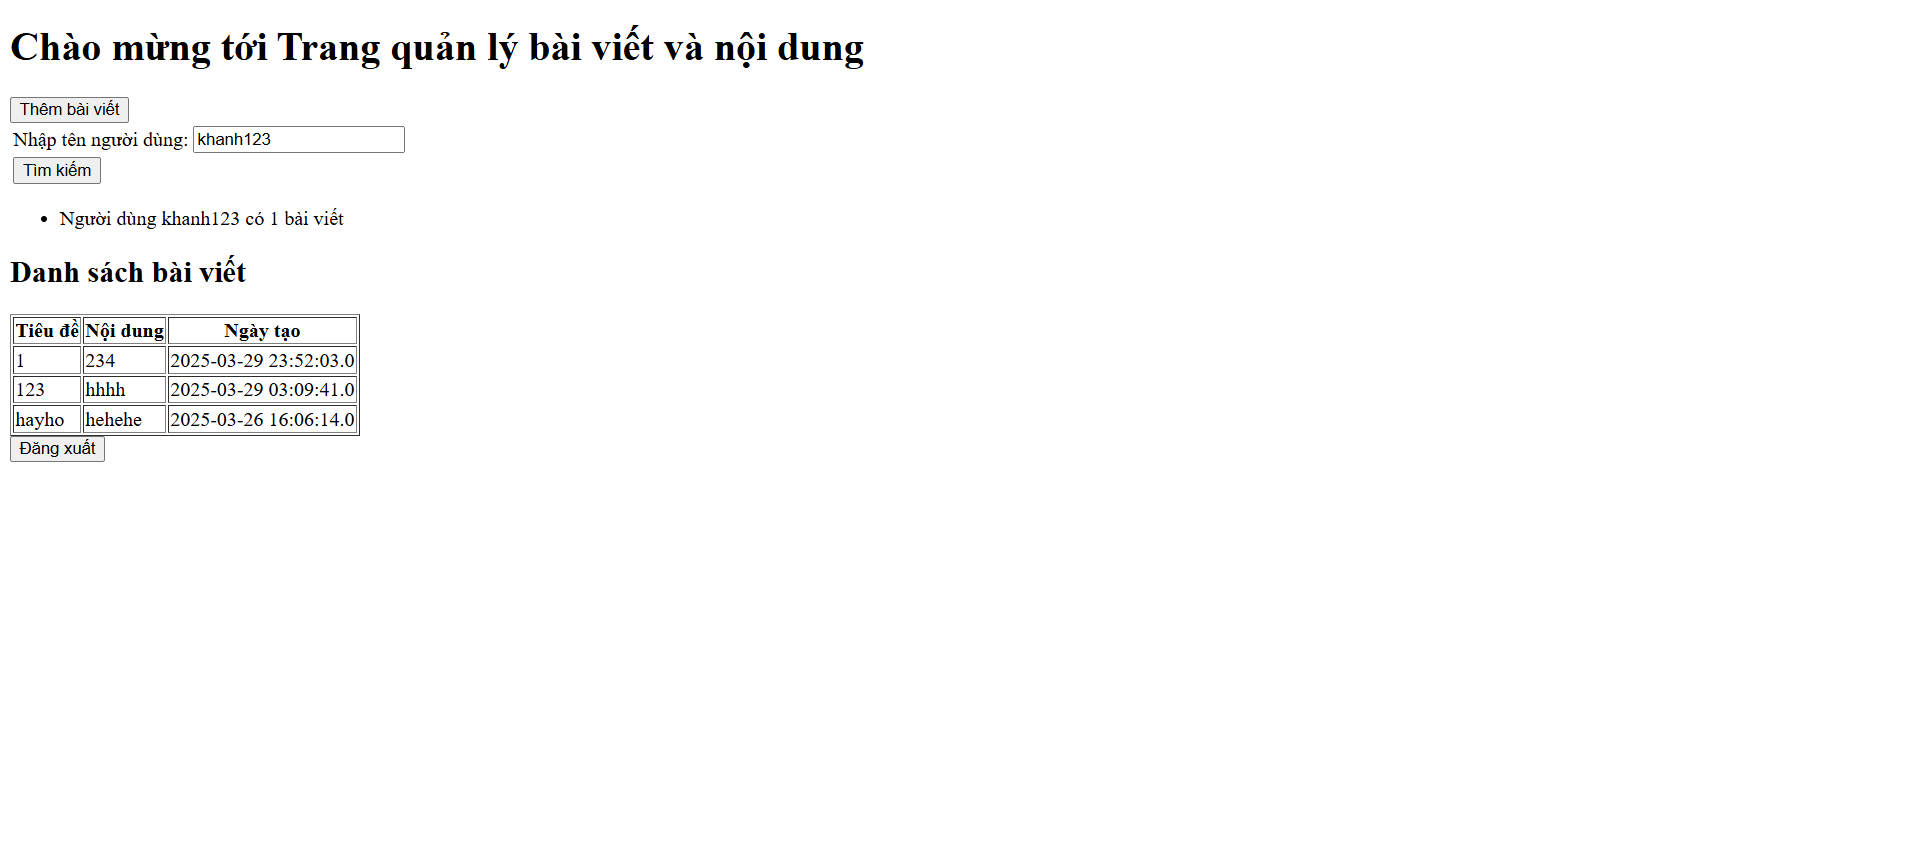 Chào mừng tới Trang quản lý bài viết và nội dung
Thêm bài viết
Nhập tên người dùng: khanh123
Tìm kiếm
• Người dùng khanh123 có 1 bài viết
Danh sách bài viết
Tiêu đề Nội dung Ngày tạo
1 234 2025-03-29 23:52:03.0
123 hhhh 2025-03-29 03:09:41.0
hayho hehehe 2025-03-26 16:06:14.0
Đăng xuất